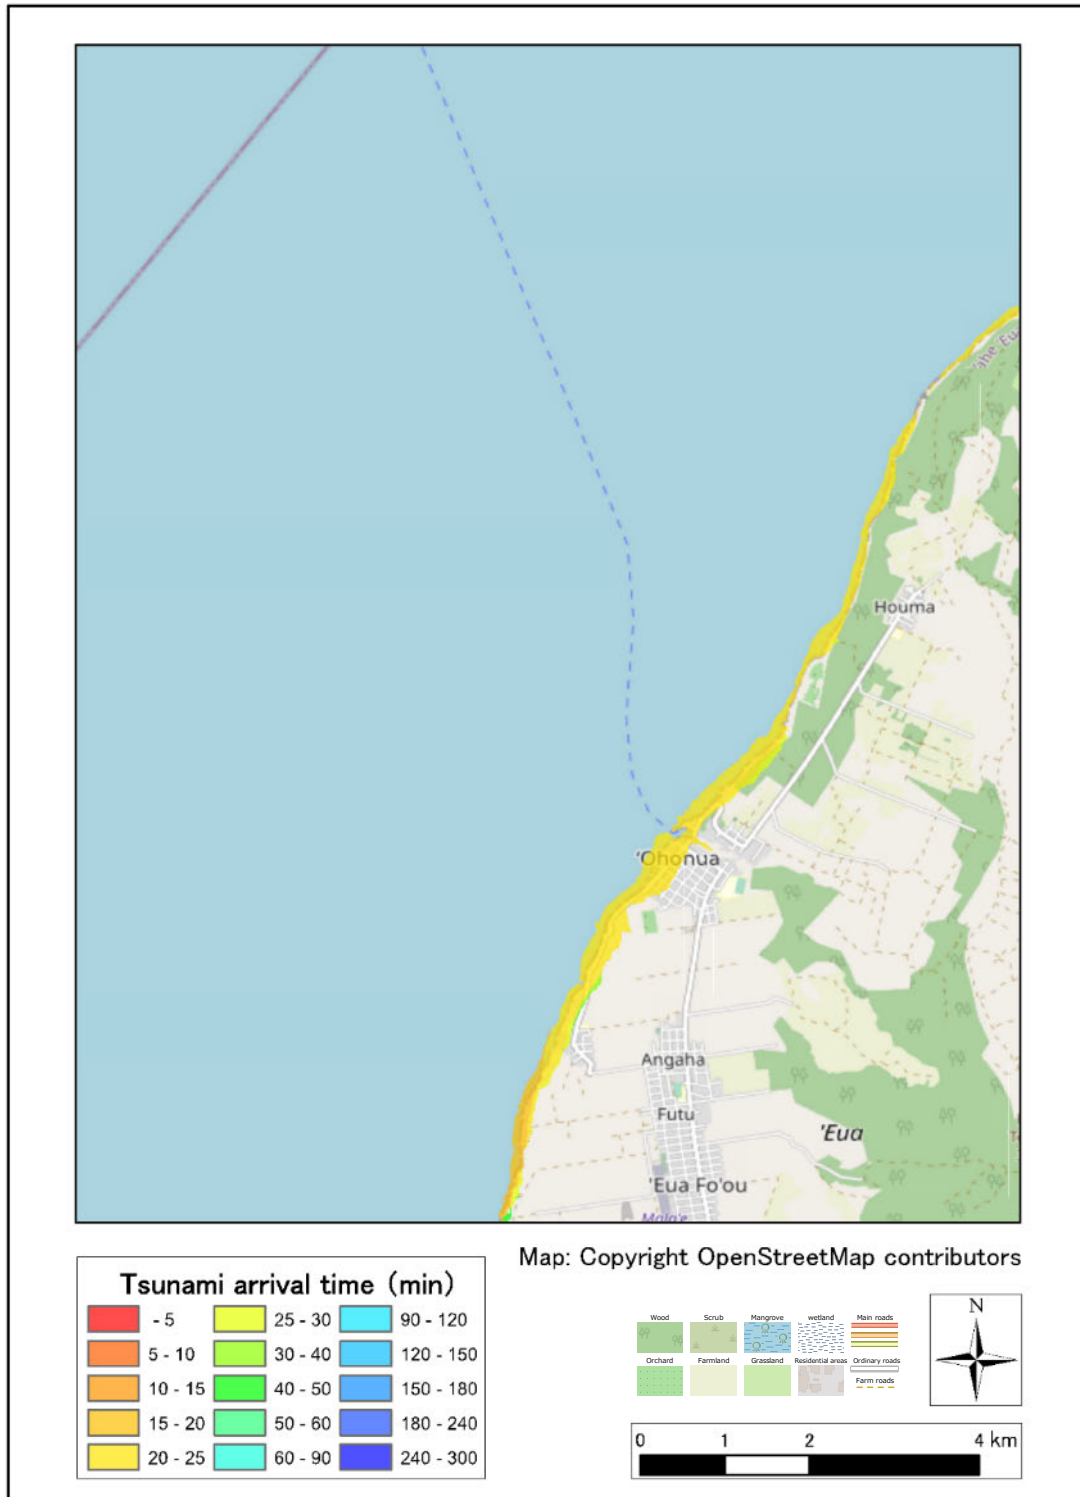 'ahe 'Eu
Houma
'Ohonua
Angaha
Futu
'Eua
'Eua Fo'ou
Mala'e
Map: Copyright OpenStreetMap contributors
Tsunami arrival time (min)
- 5
25 - 30
90 - 120
5 - 10
30 - 40
120 - 150
10 - 15
40 - 50
150 - 180
15 - 20
50 - 60
180 - 240
20 - 25
60 - 90
240 - 300
Wood
Scrub
Mangrove
wetland
Main roads
Orchard
Farmland
Grassland
Residential areas
Ordinary roads
Farm roads
N
0 1 2 4 km